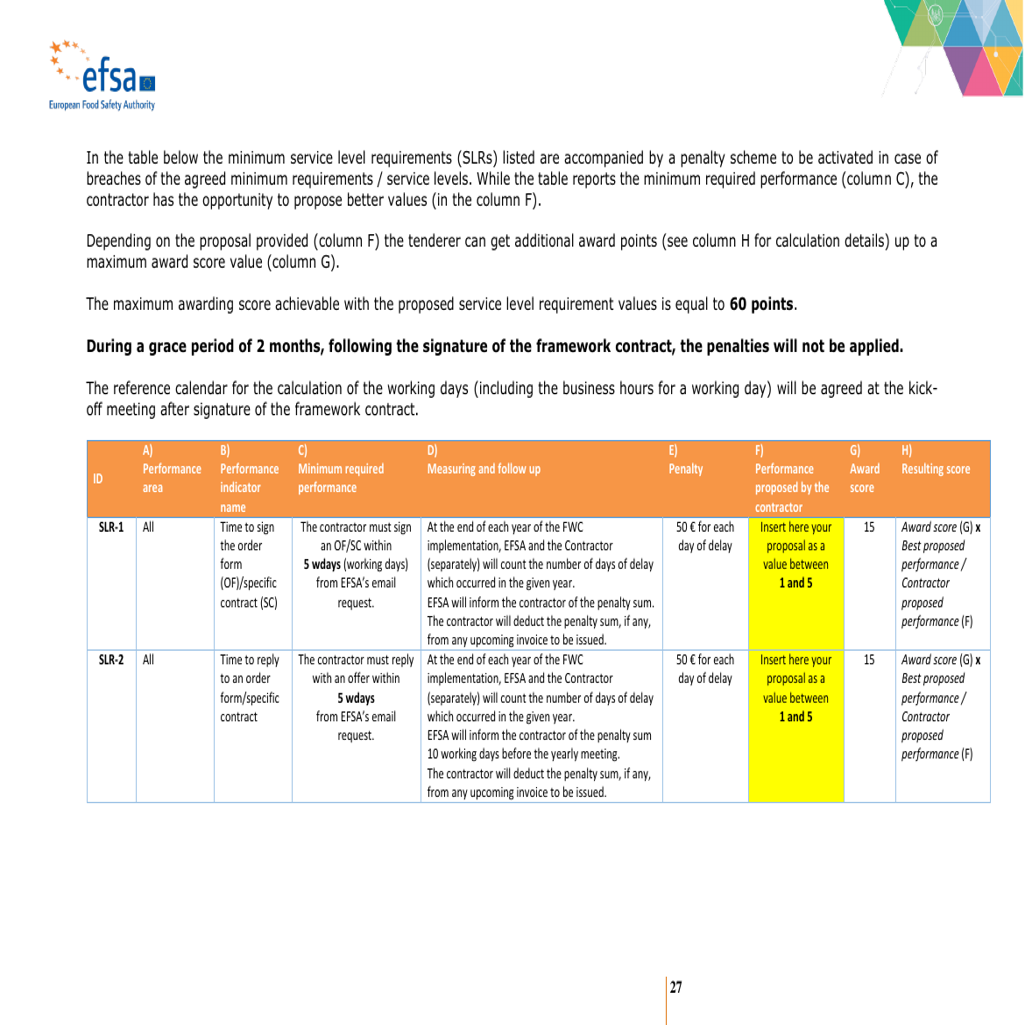 efsa
European Food Safety Authority
In the table below the minimum service level requirements (SLRs) listed are accompanied by a penalty scheme to be activated in case of
breaches of the agreed minimum requirements / service levels. While the table reports the minimum required performance (column C), the
contractor has the opportunity to propose better values (in the column F).
Depending on the proposal provided (column F) the tenderer can get additional award points (see column H for calculation details) up to a
maximum award score value (column G).
The maximum awarding score achievable with the proposed service level requirement values is equal to 60 points.
During a grace period of 2 months, following the signature of the framework contract, the penalties will not be applied.
The reference calendar for the calculation of the working days (including the business hours for a working day) will be agreed at the kick-
off meeting after signature of the framework contract.
ID
A)
Performance
area
B)
Performance
indicator
name
C)
Minimum required
performance
D)
Measuring and follow up
E)
Penalty
F)
Performance
proposed by the
contractor
G)
Award
score
H)
Resulting score
SLR-1
All
Time to sign
the order
form
(OF)/specific
contract (SC)
The contractor must sign
an OF/SC within
5 wdays (working days)
from EFSA's email
request.
At the end of each year of the FWC
implementation, EFSA and the Contractor
(separately) will count the number of days of delay
which occurred in the given year.
EFSA will inform the contractor of the penalty sum.
The contractor will deduct the penalty sum, if any,
from any upcoming invoice to be issued.
50 € for each
day of delay
Insert here your
proposal as a
value between
1 and 5
15
Award score (G) x
Best proposed
performance /
Contractor
proposed
performance (F)
SLR-2
All
Time to reply
to an order
form/specific
contract
The contractor must reply
with an offer within
5 wdays
from EFSA's email
request.
At the end of each year of the FWC
implementation, EFSA and the Contractor
(separately) will count the number of days of delay
which occurred in the given year.
EFSA will inform the contractor of the penalty sum
10 working days before the yearly meeting.
The contractor will deduct the penalty sum, if any,
from any upcoming invoice to be issued.
50 € for each
day of delay
Insert here your
proposal as a
value between
1 and 5
15
Award score (G) x
Best proposed
performance /
Contractor
proposed
performance (F)
27